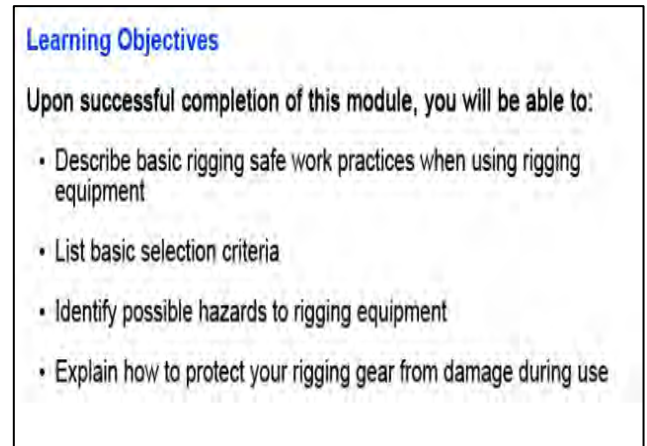 Learning Objectives
Upon successful completion of this module, you will be able to:
• Describe basic rigging safe work practices when using rigging
equipment
• List basic selection criteria
• Identify possible hazards to rigging equipment
• Explain how to protect your rigging gear from damage during use